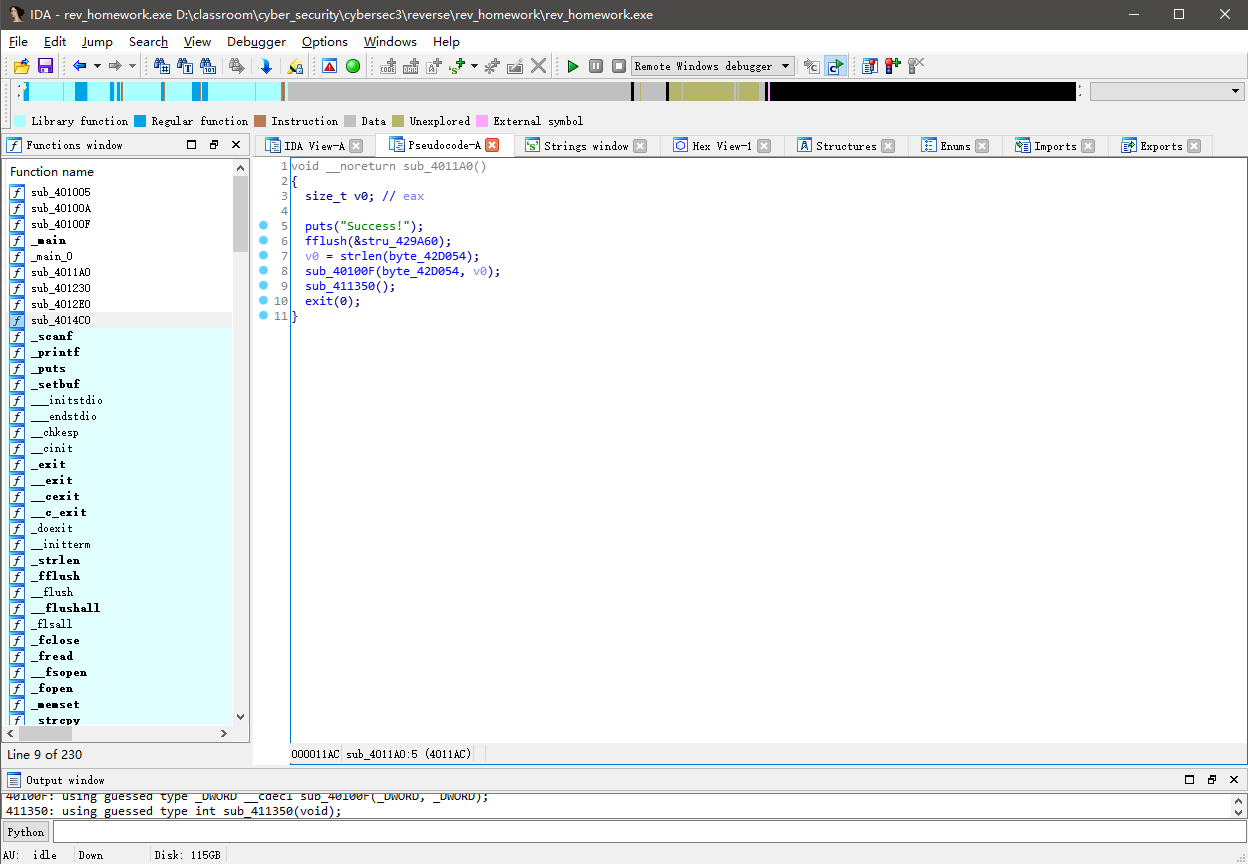 IDA - rev_homework.exe D:\classroom\cyber_security\cybersec3\reverse\rev_homework\rev_homework.exe
File Edit Jump Search View Debugger Options Windows Help
Remote Windows debugger
Library function Regular function Instruction Data Unexplored External symbol
Functions window
IDA View-A Pseudocode-A Strings window Hex View-1 Structures Enums Imports Exports
Function name
sub_401005
sub_40100A
sub_40100F
_main
_main_0
sub_4011A0
sub_401230
sub_4012E0
sub_4014C0
_scanf
_printf
_puts
_setbuf
___initstdio
___endstdio
__chkesp
__cinit
_exit
__exit
__cexit
__c_exit
_doexit
__initterm
_strlen
_fflush
__flush
__flushall
_flsall
_fclose
_fread
__fsopen
_fopen
_memset
_strcpy
Line 9 of 230
1 void __noreturn sub_4011A0()
2 {
3 size_t v0; // eax
4
5 puts("Success!");
6 fflush(&stru_429A60);
7 v0 = strlen(byte_42D054);
8 sub_40100F(byte_42D054, v0);
9 sub_411350();
10 exit(0);
11 }
000011AC sub_4011A0:5 (4011AC)
Output window
40100F: using guessed type _DWORD __cdecl sub_40100F(_DWORD, _DWORD);
411350: using guessed type int sub_411350(void);
Python
AU: idle Down Disk: 115GB